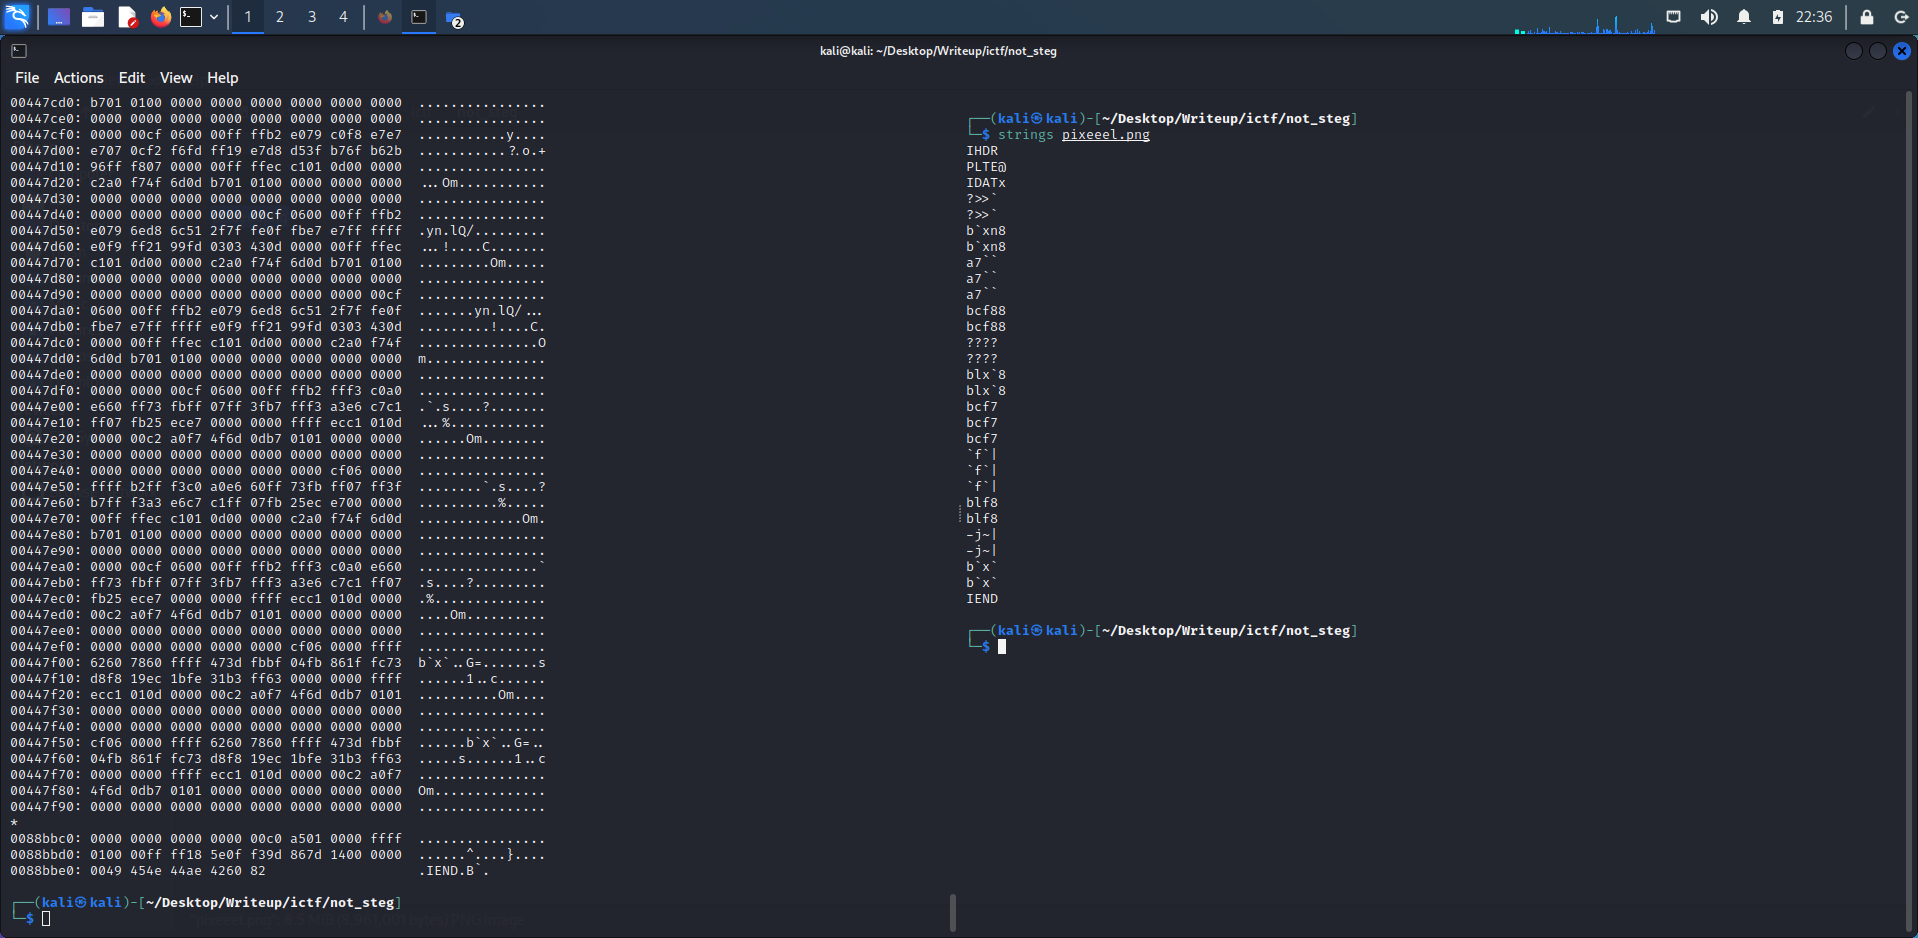 1 2 3 4 2 22:36
kali@kali: ~/Desktop/Writeup/ictf/not_steg
File Actions Edit View Help
00447cd0: b701 0100 0000 0000 0000 0000 0000 0000 ................
00447ce0: 0000 0000 0000 0000 0000 0000 0000 0000 ................
00447cf0: 0000 00cf 0600 00ff ffb2 e079 c0f8 e7e7 ...........y....
00447d00: e707 0cf2 f6fd ff19 e7d8 d53f b76f b62b ...........?.o.+
00447d10: 96ff f807 0000 00ff ffec c101 0d00 0000 ................
00447d20: c2a0 f74f 6d0d b701 0100 0000 0000 0000 ...Om...........
00447d30: 0000 0000 0000 0000 0000 0000 0000 0000 ................
00447d40: 0000 0000 0000 0000 00cf 0600 00ff ffb2 ................
00447d50: e079 6ed8 6c51 2f7f fe0f fbe7 e7ff ffff .yn.lQ/.........
00447d60: e0f9 ff21 99fd 0303 430d 0000 00ff ffec ...!....C.......
00447d70: c101 0d00 0000 c2a0 f74f 6d0d b701 0100 .........Om.....
00447d80: 0000 0000 0000 0000 0000 0000 0000 0000 ................
00447d90: 0000 0000 0000 0000 0000 0000 0000 00cf ................
00447da0: 0600 00ff ffb2 e079 6ed8 6c51 2f7f fe0f .......yn.lQ/...
00447db0: fbe7 e7ff ffff e0f9 ff21 99fd 0303 430d .........!....C.
00447dc0: 0000 00ff ffec c101 0d00 0000 c2a0 f74f ...............O
00447dd0: 6d0d b701 0100 0000 0000 0000 0000 0000 m...............
00447de0: 0000 0000 0000 0000 0000 0000 0000 0000 ................
00447df0: 0000 0000 00cf 0600 00ff ffb2 fff3 c0a0 ................
00447e00: e660 ff73 fbff 07ff 3fb7 fff3 a3e6 c7c1 .`.s....?.......
00447e10: ff07 fb25 ece7 0000 0000 ffff ecc1 010d ...%............
00447e20: 0000 00c2 a0f7 4f6d 0db7 0101 0000 0000 ......Om........
00447e30: 0000 0000 0000 0000 0000 0000 0000 0000 ................
00447e40: 0000 0000 0000 0000 0000 0000 cf06 0000 ................
00447e50: ffff b2ff f3c0 a0e6 60ff 73fb ff07 ff3f ........`.s....?
00447e60: b7ff f3a3 e6c7 c1ff 07fb 25ec e700 0000 ..........%.....
00447e70: 00ff ffec c101 0d00 0000 c2a0 f74f 6d0d .............Om.
00447e80: b701 0100 0000 0000 0000 0000 0000 0000 ................
00447e90: 0000 0000 0000 0000 0000 0000 0000 0000 ................
00447ea0: 0000 00cf 0600 00ff ffb2 fff3 c0a0 e660 ...............`
00447eb0: ff73 fbff 07ff 3fb7 fff3 a3e6 c7c1 ff07 .s....?.........
00447ec0: fb25 ece7 0000 0000 ffff ecc1 010d 0000 .%..............
00447ed0: 00c2 a0f7 4f6d 0db7 0101 0000 0000 0000 ....Om..........
00447ee0: 0000 0000 0000 0000 0000 0000 0000 0000 ................
00447ef0: 0000 0000 0000 0000 0000 cf06 0000 ffff ................
00447f00: 6260 7860 ffff 473d fbbf 04fb 861f fc73 b`x`..G=.......s
00447f10: d8f8 19ec 1bfe 31b3 ff63 0000 0000 ffff ......1..c......
00447f20: ecc1 010d 0000 00c2 a0f7 4f6d 0db7 0101 ..........Om....
00447f30: 0000 0000 0000 0000 0000 0000 0000 0000 ................
00447f40: 0000 0000 0000 0000 0000 0000 0000 0000 ................
00447f50: cf06 0000 ffff 6260 7860 ffff 473d fbbf ......b`x`..G=..
00447f60: 04fb 861f fc73 d8f8 19ec 1bfe 31b3 ff63 .....s......1..c
00447f70: 0000 0000 ffff ecc1 010d 0000 00c2 a0f7 ................
00447f80: 4f6d 0db7 0101 0000 0000 0000 0000 0000 Om..............
00447f90: 0000 0000 0000 0000 0000 0000 0000 0000 ................
*
0088bbc0: 0000 0000 0000 0000 00c0 a501 0000 ffff ................
0088bbd0: 0100 00ff ff18 5e0f f39d 867d 1400 0000 ......^....}....
0088bbe0: 0049 454e 44ae 4260 82 .IEND.B`.
┌──(kali㉿kali)-[~/Desktop/Writeup/ictf/not_steg]
└─$
┌──(kali㉿kali)-[~/Desktop/Writeup/ictf/not_steg]
└─$ strings pixeeel.png
IHDR
PLTE@
IDATx
?>>`
?>>`
b`xn8
b`xn8
a7``
a7``
a7``
bcf88
bcf88
????
????
blx`8
blx`8
bcf7
bcf7
bcf7
`f`|
`f`|
`f`|
blf8
blf8
-j~|
-j~|
b`x`
b`x`
IEND
┌──(kali㉿kali)-[~/Desktop/Writeup/ictf/not_steg]
└─$